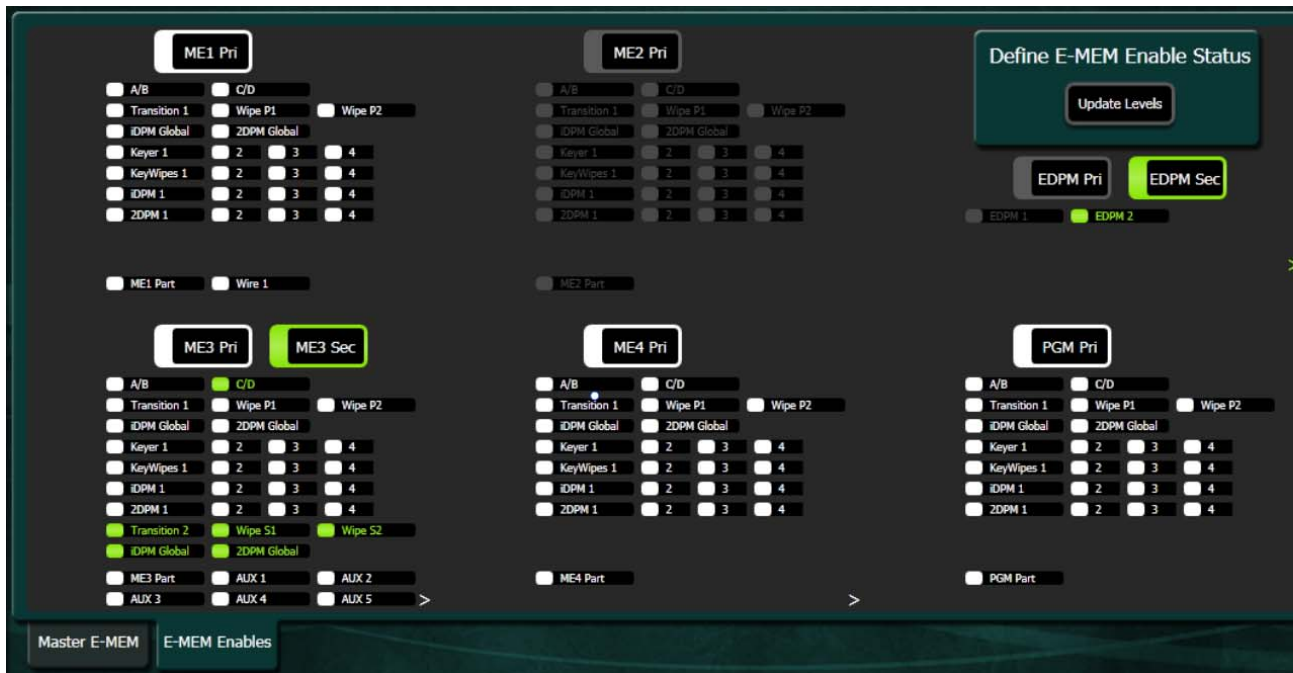 ME1 Pri
A/B C/D
Transition 1 Wipe P1 Wipe P2
iDPM Global 2DPM Global
Keyer 1 2 3 4
KeyWipes 1 2 3 4
iDPM 1 2 3 4
2DPM 1 2 3 4
ME1 Part Wire 1
ME2 Pri
A/B C/D
Transition 1 Wipe P1 Wipe P2
iDPM Global 2DPM Global
Keyer 1 2 3 4
KeyWipes 1 2 3 4
iDPM 1 2 3 4
2DPM 1 2 3 4
ME2 Part
Define E-MEM Enable Status
Update Levels
EDPM Pri EDPM Sec
EDPM 1 EDPM 2
>
ME3 Pri ME3 Sec
A/B C/D
Transition 1 Wipe P1 Wipe P2
iDPM Global 2DPM Global
Keyer 1 2 3 4
KeyWipes 1 2 3 4
iDPM 1 2 3 4
2DPM 1 2 3 4
Transition 2 Wipe S1 Wipe S2
iDPM Global 2DPM Global
ME3 Part AUX 1 AUX 2
AUX 3 AUX 4 AUX 5 >
ME4 Pri
A/B C/D
Transition 1 Wipe P1 Wipe P2
iDPM Global 2DPM Global
Keyer 1 2 3 4
KeyWipes 1 2 3 4
iDPM 1 2 3 4
2DPM 1 2 3 4
ME4 Part
>
PGM Pri
A/B C/D
Transition 1 Wipe P1 Wipe P2
iDPM Global 2DPM Global
Keyer 1 2 3 4
KeyWipes 1 2 3 4
iDPM 1 2 3 4
2DPM 1 2 3 4
PGM Part
Master E-MEM E-MEM Enables